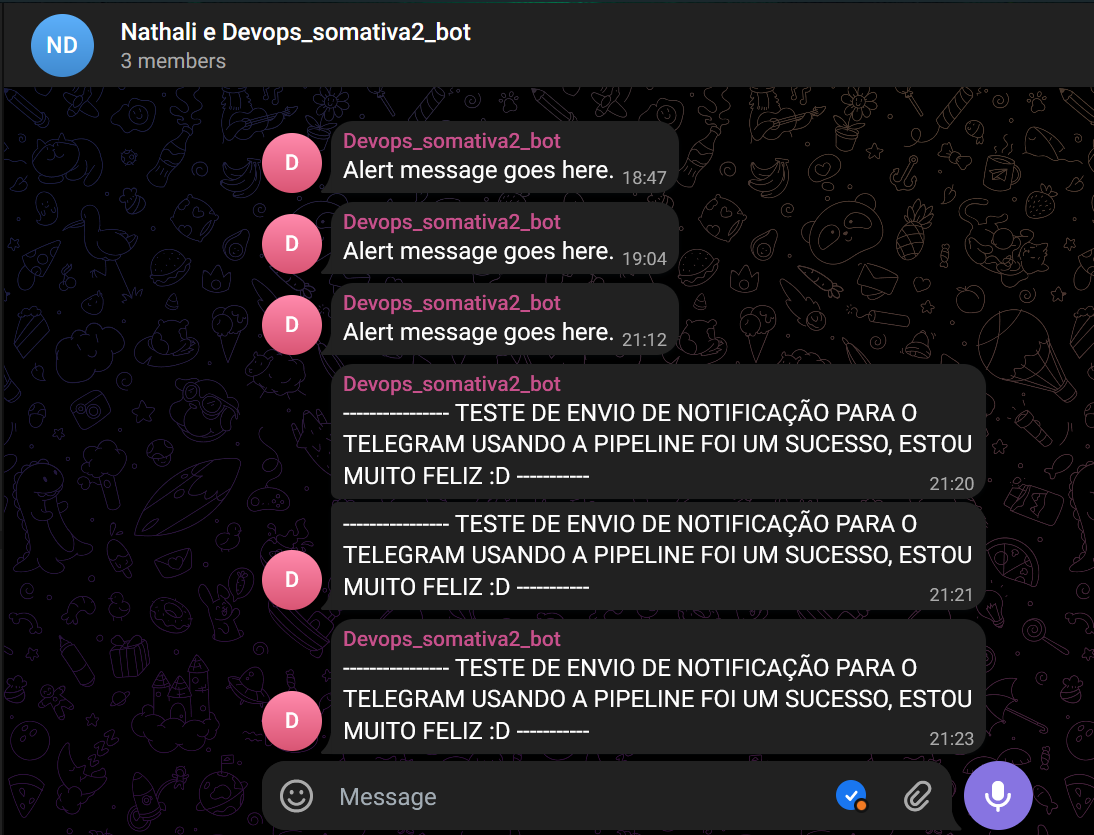 ND
Nathali e Devops_somativa2_bot
3 members
D
Devops_somativa2_bot
Alert message goes here. 18:47
D
Devops_somativa2_bot
Alert message goes here. 19:04
D
Devops_somativa2_bot
Alert message goes here. 21:12
Devops_somativa2_bot
---------------- TESTE DE ENVIO DE NOTIFICAÇÃO PARA O
TELEGRAM USANDO A PIPELINE FOI UM SUCESSO, ESTOU
MUITO FELIZ :D -----------
21:20
---------------- TESTE DE ENVIO DE NOTIFICAÇÃO PARA O
TELEGRAM USANDO A PIPELINE FOI UM SUCESSO, ESTOU
D
MUITO FELIZ :D -----------
21:21
Devops_somativa2_bot
---------------- TESTE DE ENVIO DE NOTIFICAÇÃO PARA O
TELEGRAM USANDO A PIPELINE FOI UM SUCESSO, ESTOU
D
MUITO FELIZ :D -----------
21:23
Message